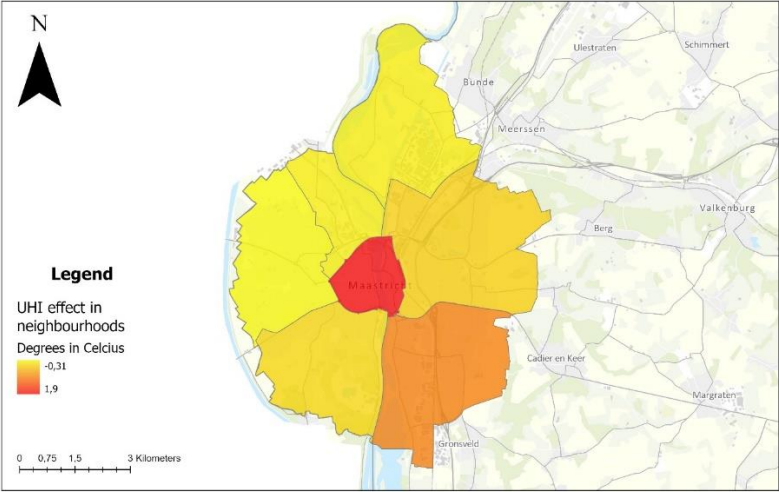 N
Ulestraten
Schimmert
Bunde
Meerssen
Valkenburg
Berg
Maastricht
Legend
UHI effect in
neighbourhoods
Degrees in Celcius
-0,31
1,9
Cadier en Keer
Margraten
Gronsveld
0 0,75 1,5 3 Kilometers